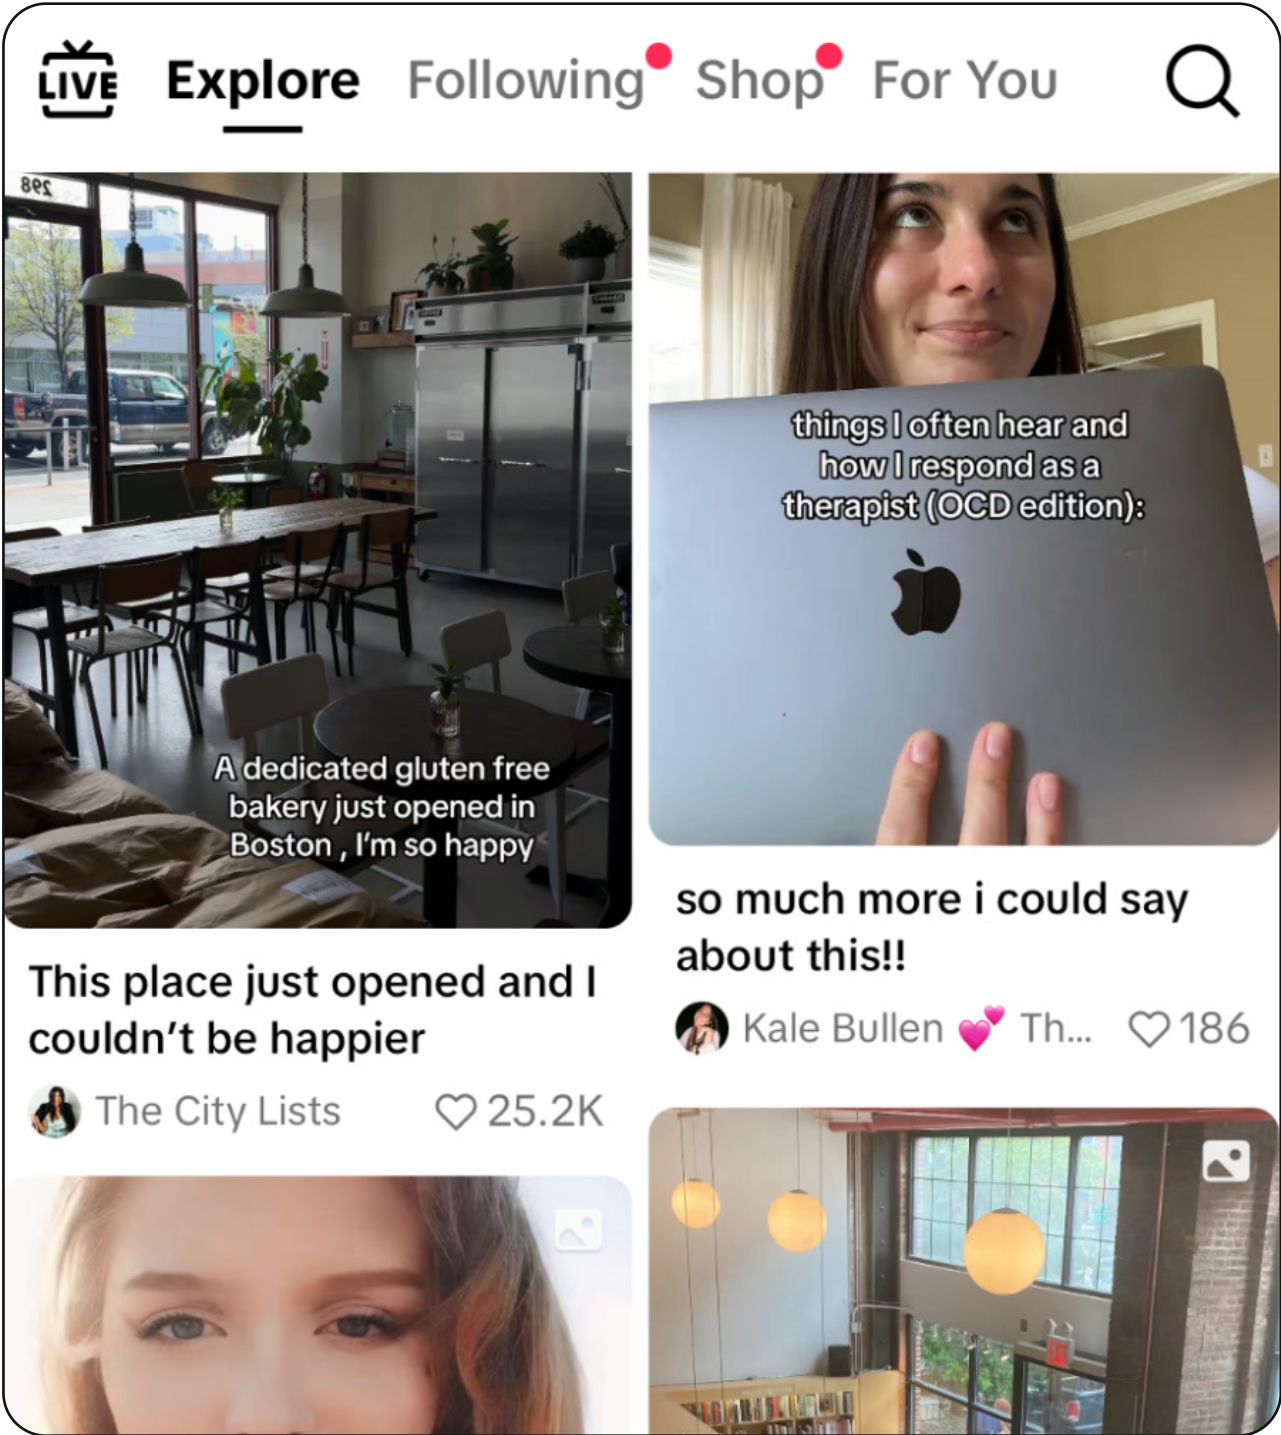 LIVE
Explore
Following
Shop
For You
298
A dedicated gluten free
bakery just opened in
Boston , I'm so happy
This place just opened and I
couldn't be happier
The City Lists
25.2K
things I often hear and
how I respond as a
therapist (OCD edition):
so much more i could say
about this!!
Kale Bullen 💕 Th...
186